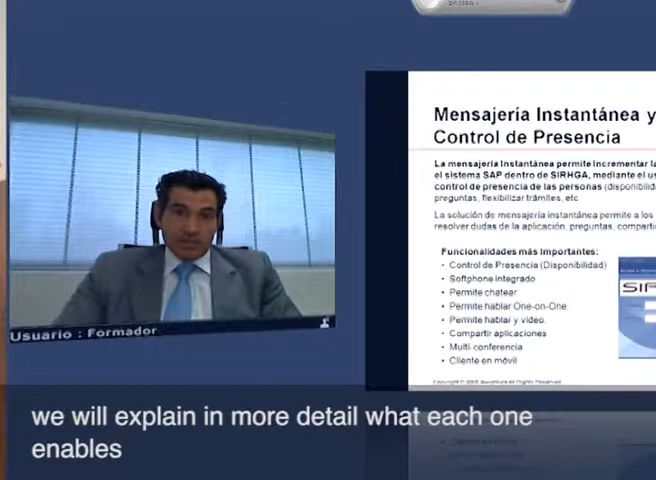 Mensajería Instantánea y
Control de Presencia
La mensajería Instantánea permite Incrementar la
el sistema SAP dentro de SIRHGA, mediante el us
control de presencia de las personas (disponibilid
preguntas, flexibilizar trámites, etc
La solución de mensajería instantánea permite a los
resolver dudas de la aplicación, preguntas, comparti
Funcionalidades más Importantes:
- Control de Presencia (Disponibilidad)
- Softphone integrado
- Permite chatear
- Permite hablar One-on-One
- Permite hablar y video
- Compartir aplicaciones
- Multi-conferencia
- Cliente en móvil
SIR
Usuario : Formador
we will explain in more detail what each one
enables